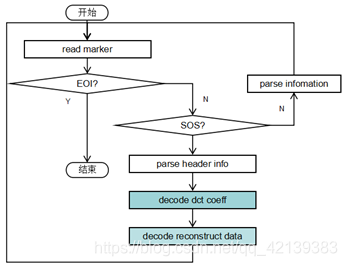 开始
read marker
EOI?
parse infomation
Y
N
N
SOS?
结束
parse header info
decode dct coeff
decode reconstruct data
https://blog.csdn.net/qq_42139383